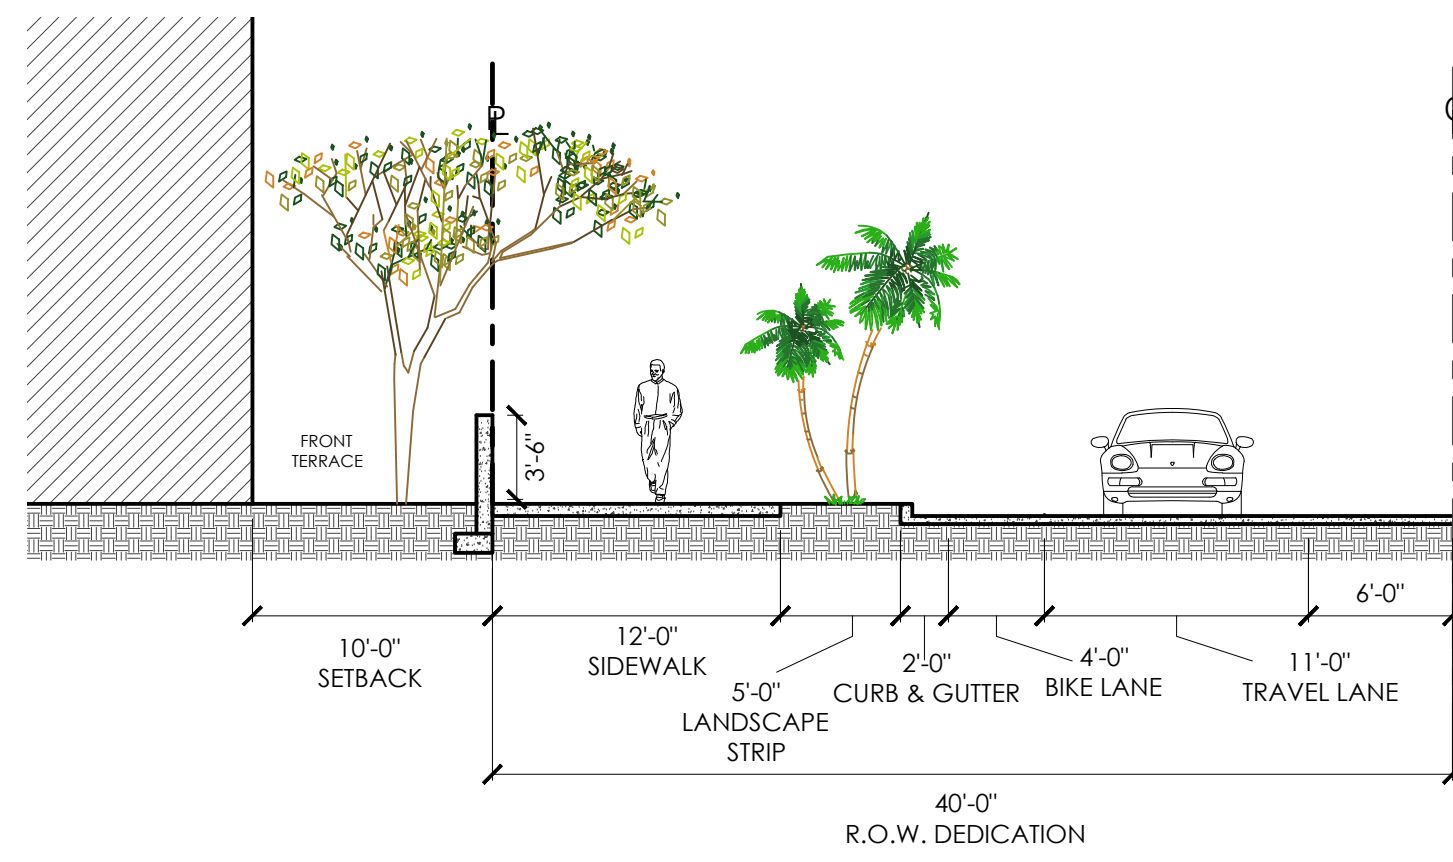 PL
FRONT
TERRACE
3'-6"
6'-0"
10'-0"
SETBACK
12'-0"
SIDEWALK
5'-0"
LANDSCAPE
STRIP
2'-0"
CURB & GUTTER
4'-0"
BIKE LANE
11'-0"
TRAVEL LANE
40'-0"
R.O.W. DEDICATION